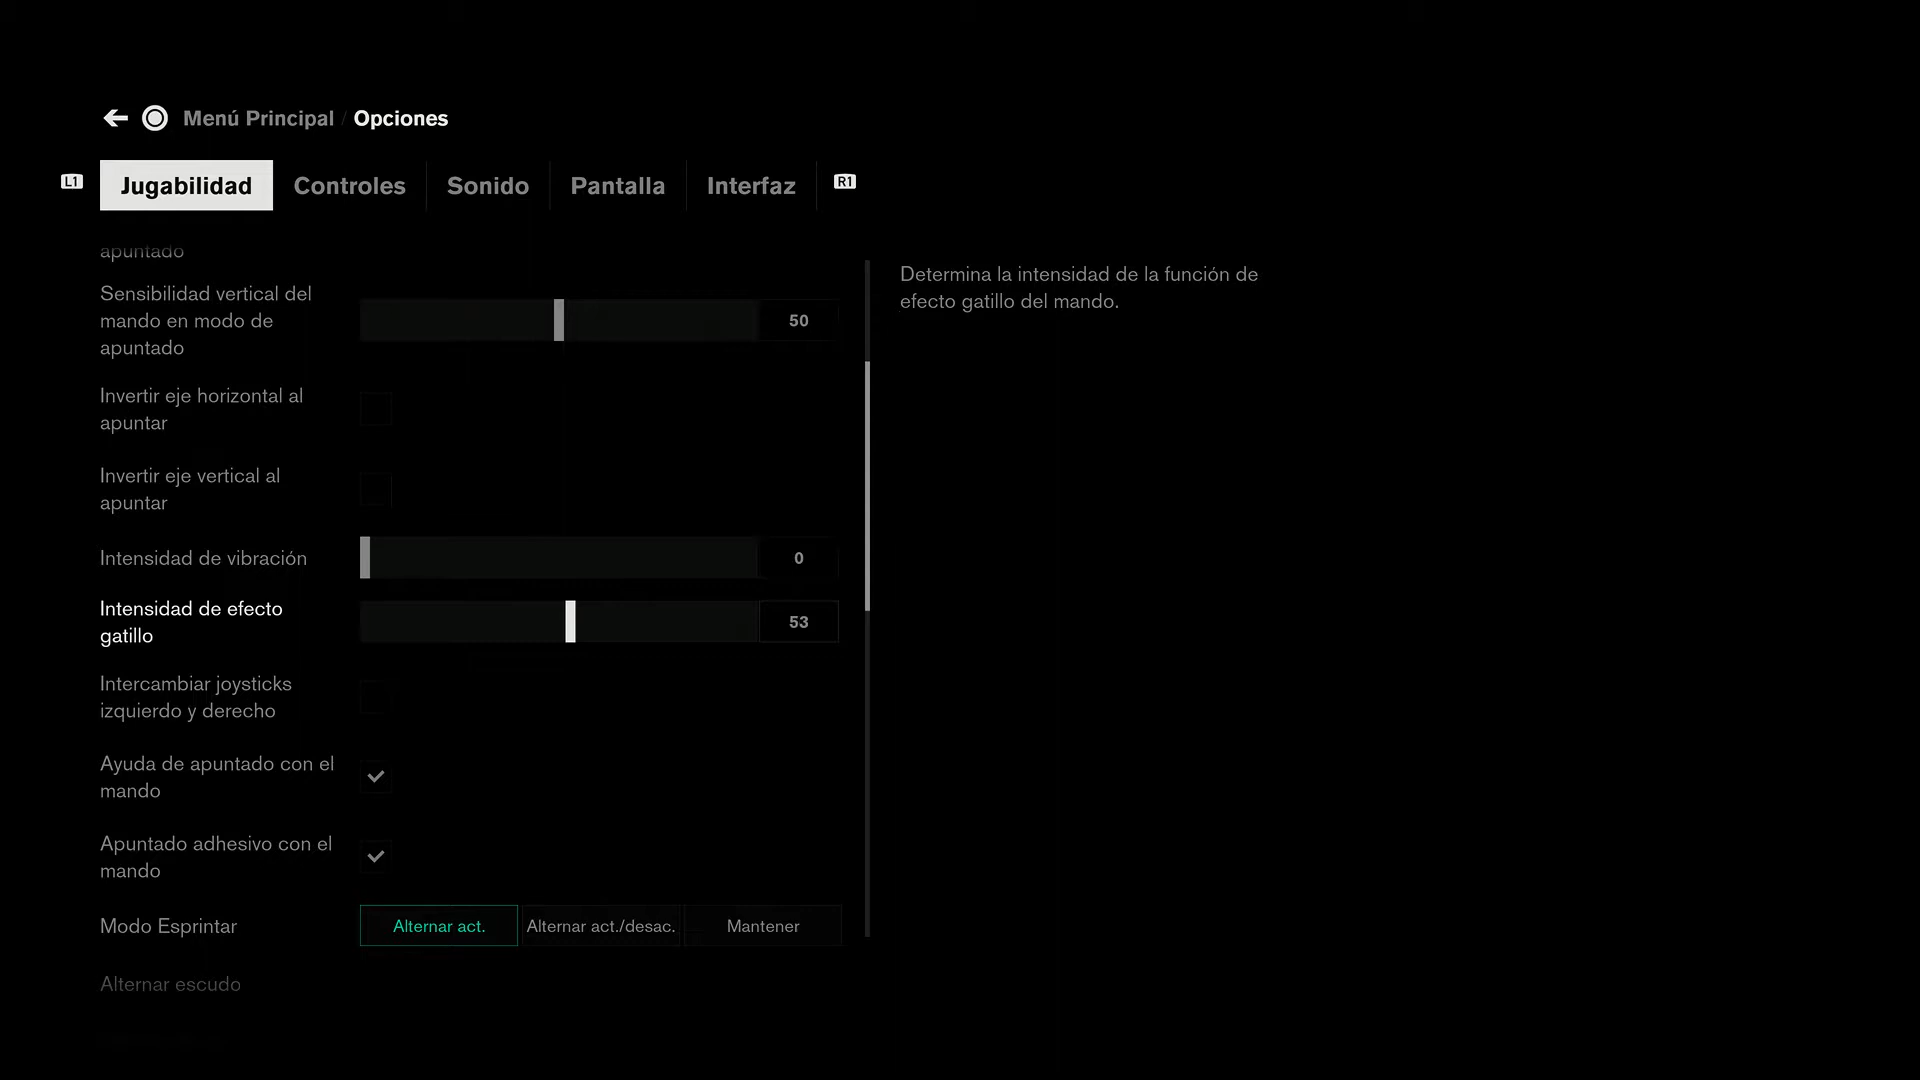 Menú Principal / Opciones
L1 Jugabilidad Controles Sonido Pantalla Interfaz R1
apuntado
Sensibilidad vertical del
mando en modo de
apuntado
50
Invertir eje horizontal al
apuntar
Invertir eje vertical al
apuntar
Intensidad de vibración
0
Intensidad de efecto
gatillo
53
Intercambiar joysticks
izquierdo y derecho
Ayuda de apuntado con el
mando
Apuntado adhesivo con el
mando
Modo Esprintar
Alternar act. Alternar act./desac. Mantener
Alternar escudo
Determina la intensidad de la función de
efecto gatillo del mando.